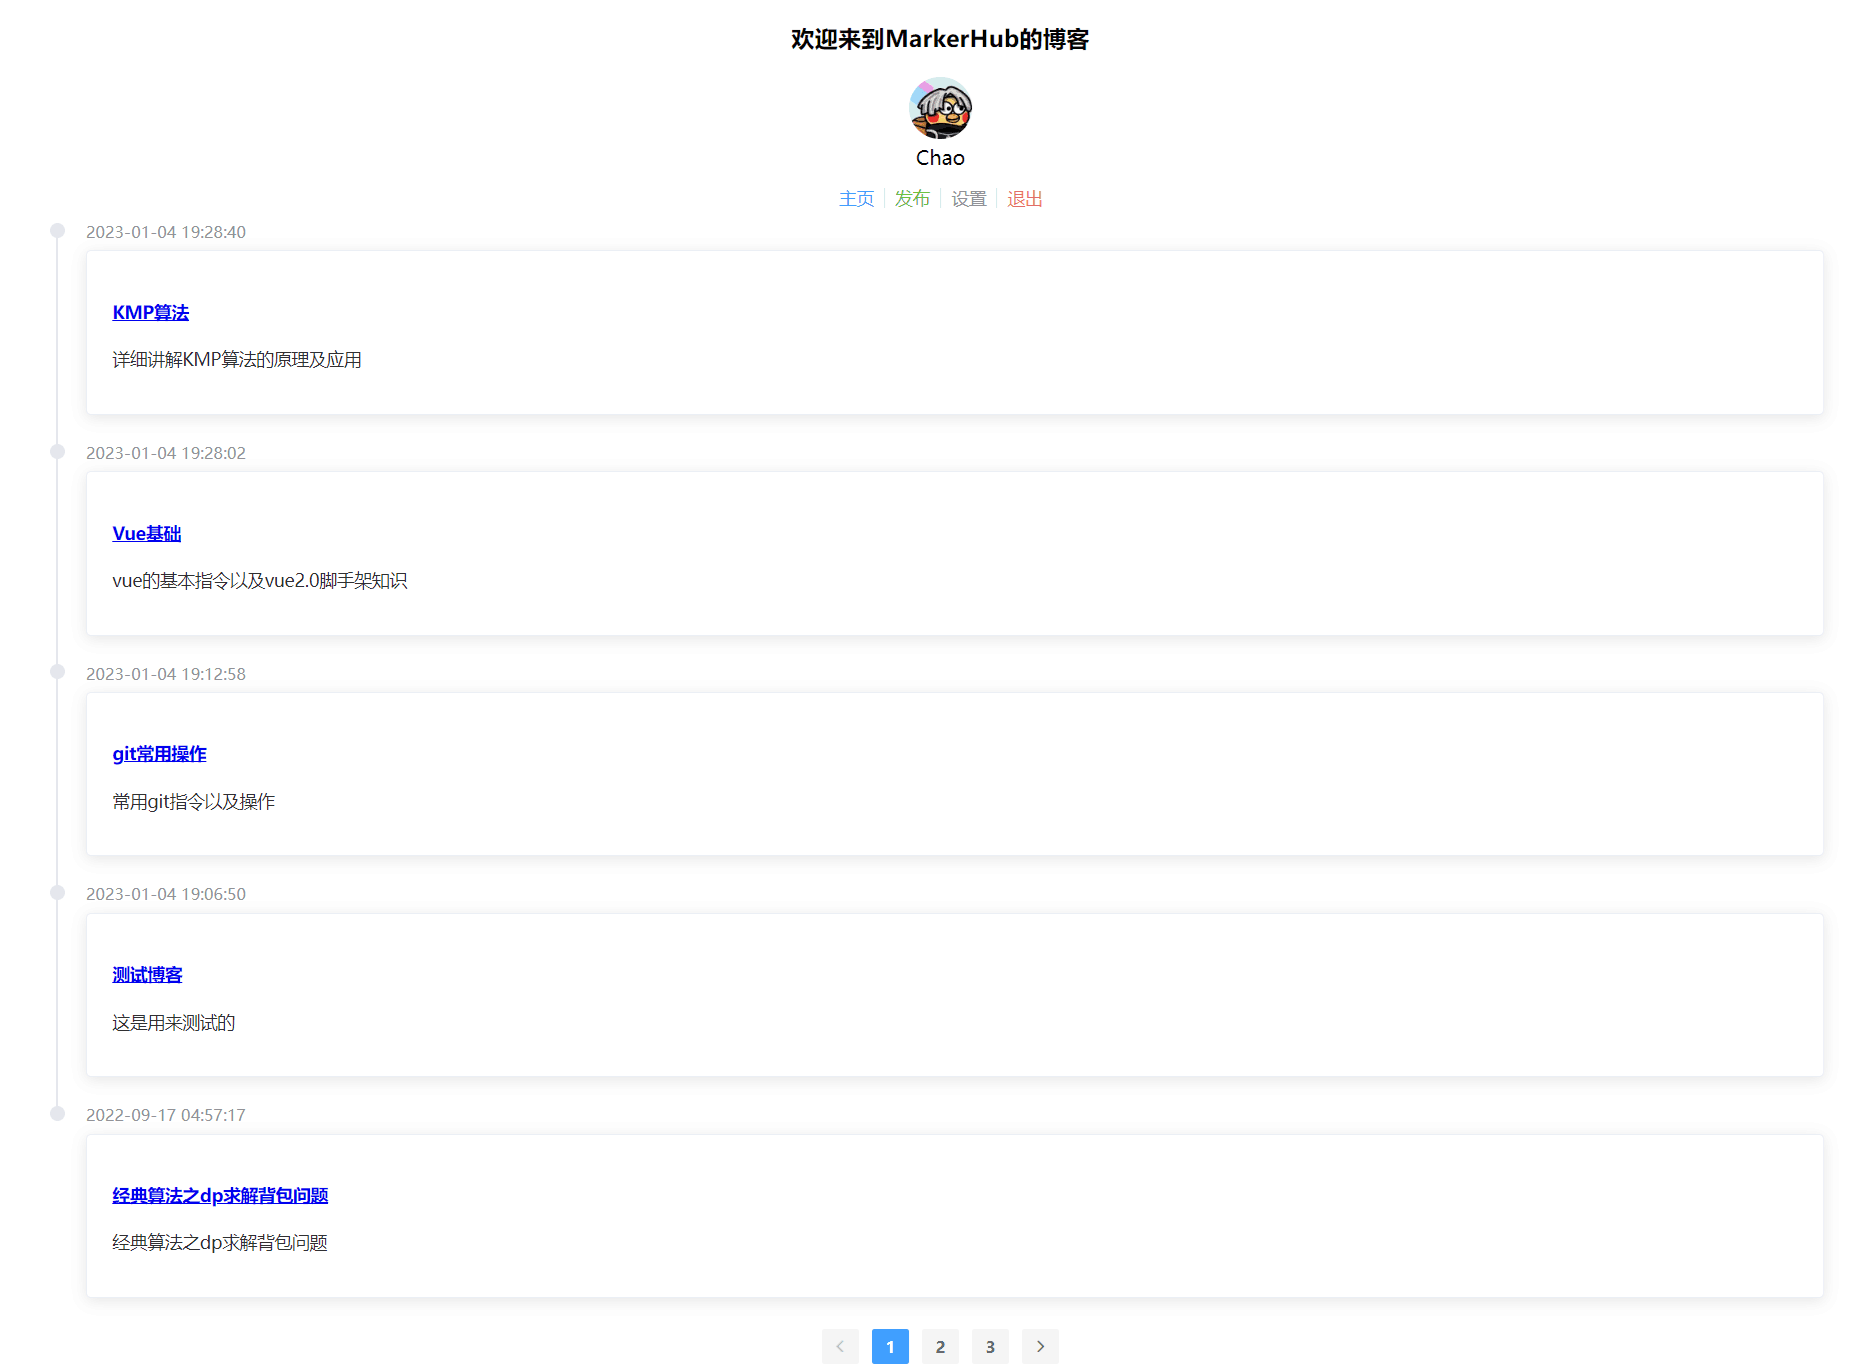 欢迎来到MarkerHub的博客
Chao
主页 发布 设置 退出
2023-01-04 19:28:40
KMP算法
详细讲解KMP算法的原理及应用
2023-01-04 19:28:02
Vue基础
vue的基本指令以及vue2.0脚手架知识
2023-01-04 19:12:58
git常用操作
常用git指令以及操作
2023-01-04 19:06:50
测试博客
这是用来测试的
2022-09-17 04:57:17
经典算法之dp求解背包问题
经典算法之dp求解背包问题
1 2 3